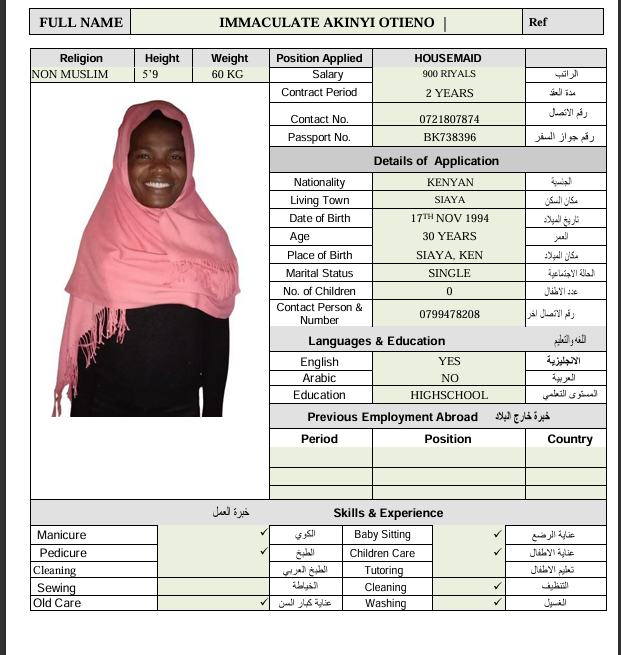 FULL NAME IMMACULATE AKINYI OTIENO | Ref
Religion Height Weight Position Applied HOUSEMAID
NON MUSLIM 5’9 60 KG Salary 900 RIYALS الراتب
Contract Period 2 YEARS مدة العقد
Contact No. 0721807874 رقم الاتصال
Passport No. BK738396 رقم جواز السفر
Details of Application
Nationality KENYAN الجنسية
Living Town SIAYA مكان السكن
Date of Birth 17TH NOV 1994 تاريخ الميلاد
Age 30 YEARS العمر
Place of Birth SIAYA, KEN مكان الميلاد
Marital Status SINGLE الحالة الاجتماعية
No. of Children 0 عدد الاطفال
Contact Person &
Number 0799478208 رقم الاتصال اخر
Languages & Education اللغه والتعليم
English YES الانجليزية
Arabic NO العربية
Education HIGHSCHOOL المستوى التعلمي
Previous Employment Abroad خبرة خارج البلاد
Period Position Country
خبرة العمل Skills & Experience
Manicure ✓ الكوي Baby Sitting ✓ عناية الرضع
Pedicure ✓ الطبخ Children Care ✓ عناية الاطفال
Cleaning الطبخ العربي Tutoring تعليم الاطفال
Sewing الخياطة Cleaning ✓ التنظيف
Old Care ✓ عناية كبار السن Washing ✓ الغسيل